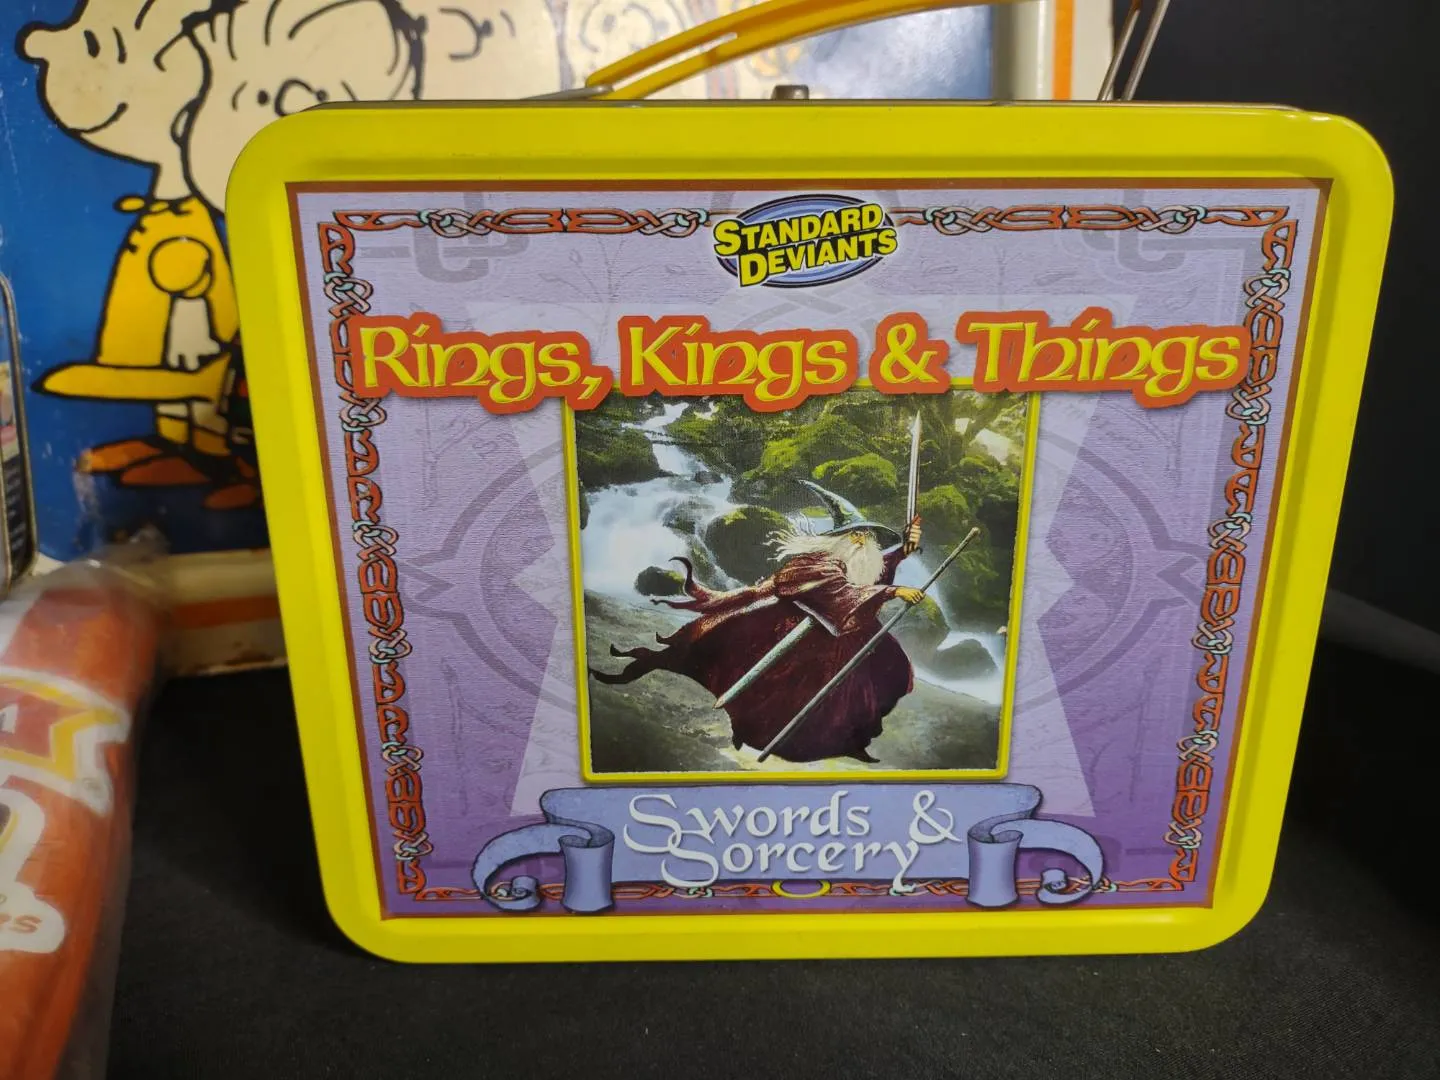 STANDARD
DEVIANTS
Rings, Kings & Things
Swords &
Sorcery